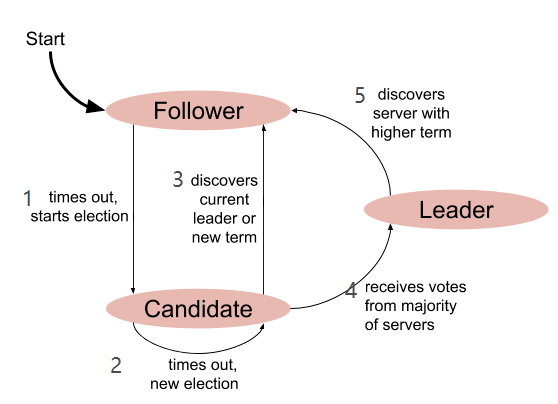 Start
Follower
5 discovers
server with
higher term
1 times out,
starts election
3 discovers
current
leader or
new term
Leader
Candidate
4 receives votes
from majority
of servers
2 times out,
new election